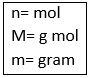 n= mol
M= g mol
m= gram